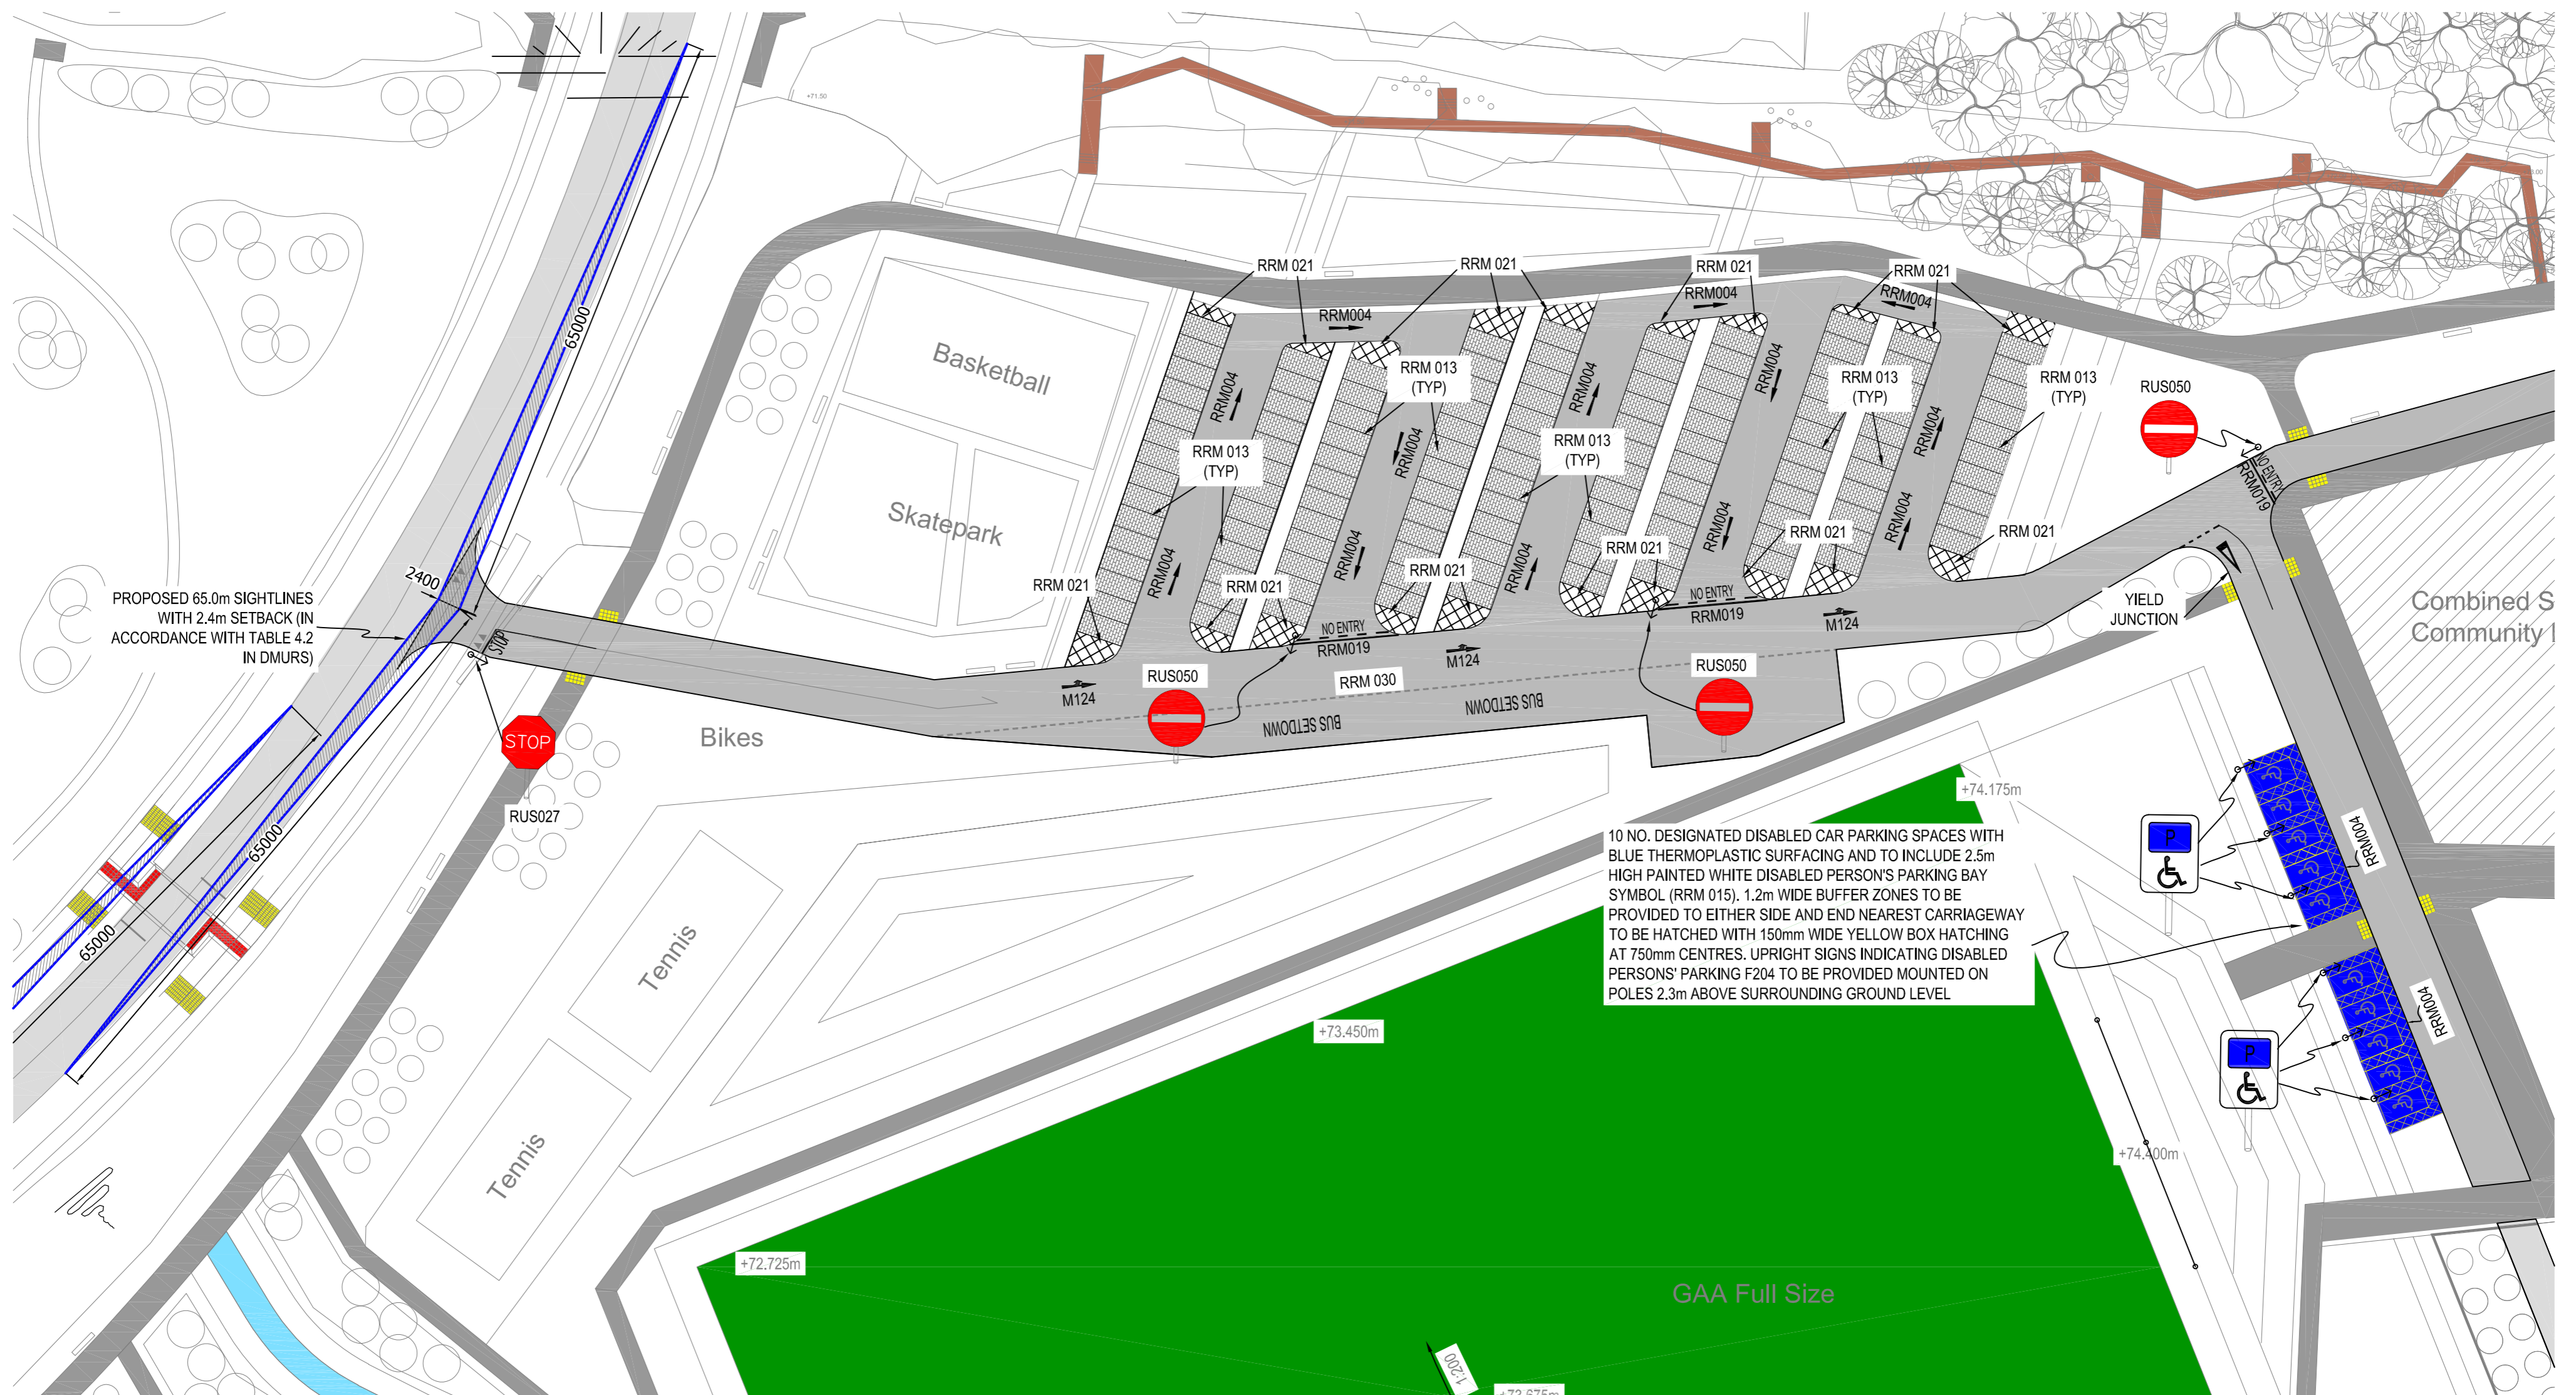 +71.50
65000
RRM 021
RRM 021
RRM 021
RRM 021
RRM004
RRM004
RRM004
Basketball
Skatepark
RRM 013
(TYP)
RRM 013
(TYP)
RRM 013
(TYP)
RRM 013
(TYP)
RRM 013
(TYP)
RRM004
RRM004
RRM004
RRM004
RRM004
RRM004
RRM004
RRM004
RRM004
RRM004
RUS050
NO ENTRY
RRM019
RRM 021
RRM 021
RRM 021
RRM 021
RRM 021
RRM 021
2400
PROPOSED 65.0m SIGHTLINES
WITH 2.4m SETBACK (IN
ACCORDANCE WITH TABLE 4.2
IN DMURS)
STOP
NO ENTRY
RRM019
NO ENTRY
RRM019
M124
M124
M124
YIELD
JUNCTION
Combined S
Community
RUS050
RRM 030
RUS050
BUS SETDOWN
BUS SETDOWN
STOP
RUS027
Bikes
65000
65000
Tennis
Tennis
+74.175m
10 NO. DESIGNATED DISABLED CAR PARKING SPACES WITH
BLUE THERMOPLASTIC SURFACING AND TO INCLUDE 2.5m
HIGH PAINTED WHITE DISABLED PERSON'S PARKING BAY
SYMBOL (RRM 015). 1.2m WIDE BUFFER ZONES TO BE
PROVIDED TO EITHER SIDE AND END NEAREST CARRIAGEWAY
TO BE HATCHED WITH 150mm WIDE YELLOW BOX HATCHING
AT 750mm CENTRES. UPRIGHT SIGNS INDICATING DISABLED
PERSONS' PARKING F204 TO BE PROVIDED MOUNTED ON
POLES 2.3m ABOVE SURROUNDING GROUND LEVEL
P
P
RRM004
RRM004
+73.450m
+74.400m
+72.725m
GAA Full Size
1:200
+73.675m